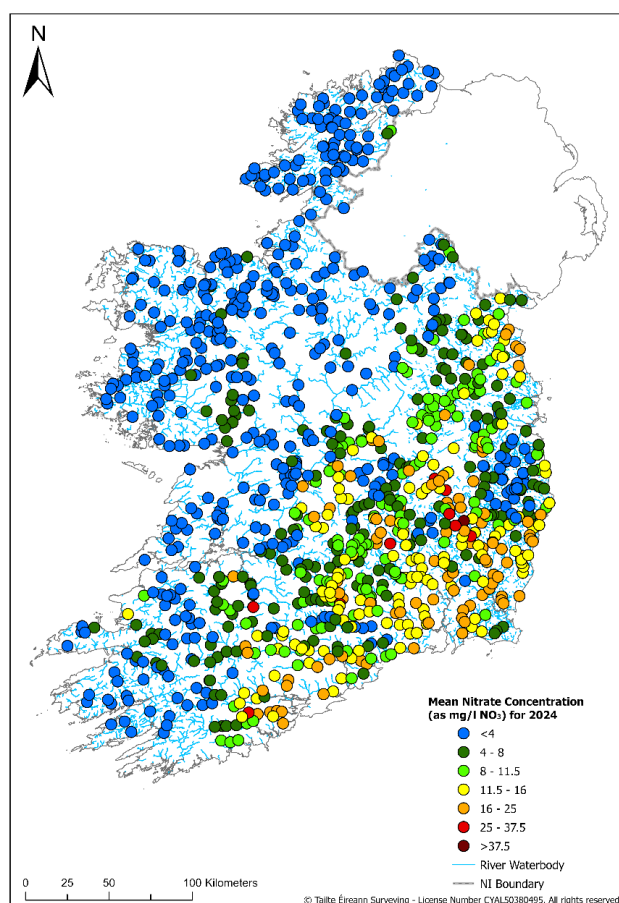 N
Mean Nitrate Concentration
(as mg/l NO₃) for 2024
<4
4 - 8
8 - 11.5
11.5 - 16
16 - 25
25 - 37.5
>37.5
River Waterbody
NI Boundary
0 25 50 100 Kilometers
© Tailte Éireann Surveying - License Number CYAL50380495. All rights reserved